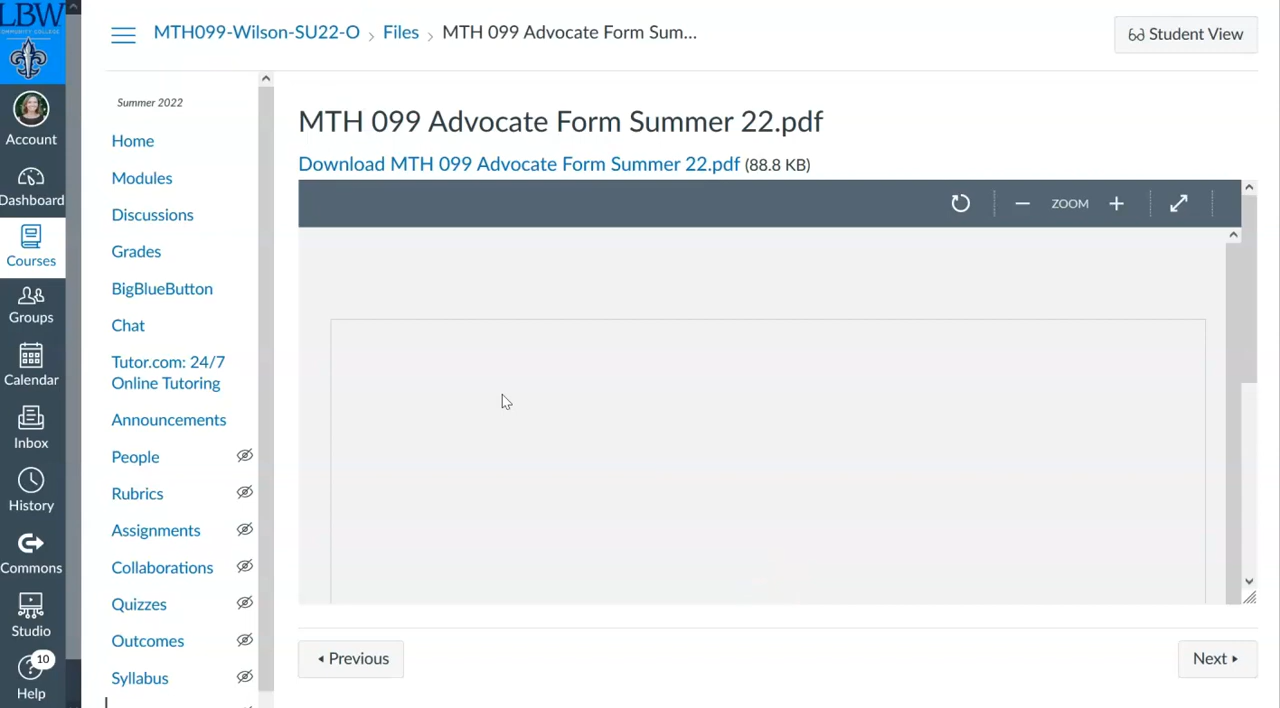 LBW
COMMUNITY COLLEGE
Account
Dashboard
Courses
Groups
Calendar
Inbox
History
Commons
Studio
10
Help
MTH099-Wilson-SU22-O › Files › MTH 099 Advocate Form Sum...
Student View
Summer 2022
Home
Modules
Discussions
Grades
BigBlueButton
Chat
Tutor.com: 24/7
Online Tutoring
Announcements
People
Rubrics
Assignments
Collaborations
Quizzes
Outcomes
Syllabus
MTH 099 Advocate Form Summer 22.pdf
Download MTH 099 Advocate Form Summer 22.pdf (88.8 KB)
ZOOM
Previous
Next